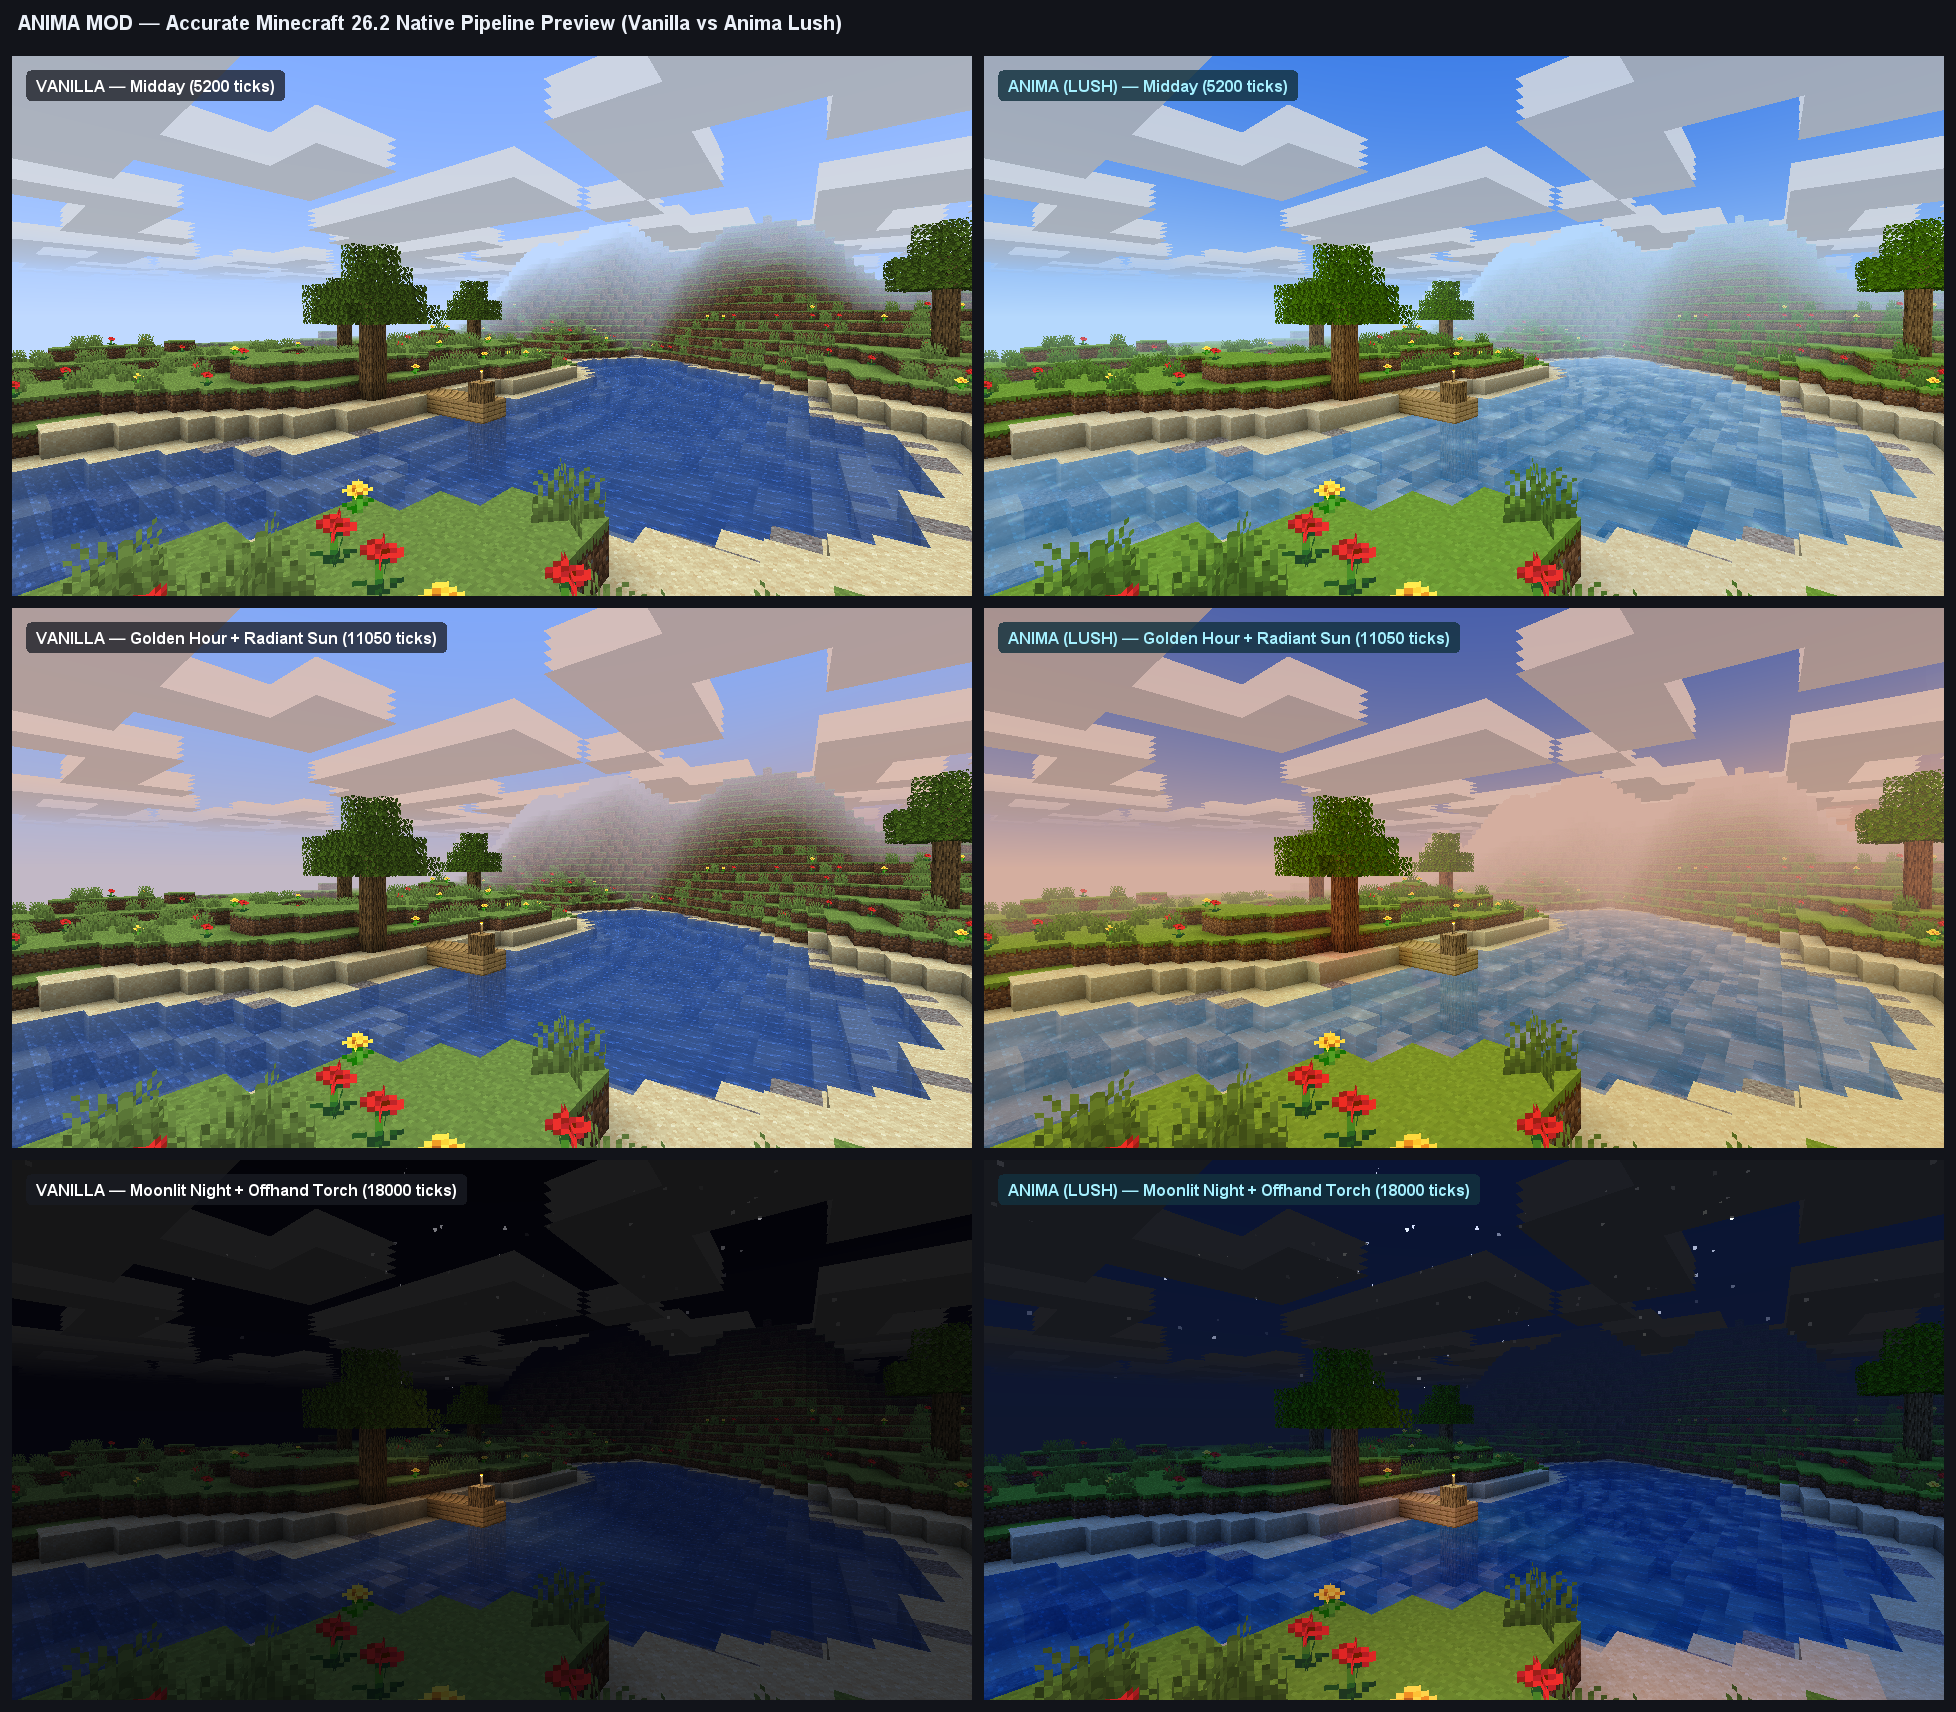 ANIMA MOD — Accurate Minecraft 26.2 Native Pipeline Preview (Vanilla vs Anima Lush)
VANILLA — Midday (5200 ticks)
ANIMA (LUSH) — Midday (5200 ticks)
VANILLA — Golden Hour + Radiant Sun (11050 ticks)
ANIMA (LUSH) — Golden Hour + Radiant Sun (11050 ticks)
VANILLA — Moonlit Night + Offhand Torch (18000 ticks)
ANIMA (LUSH) — Moonlit Night + Offhand Torch (18000 ticks)